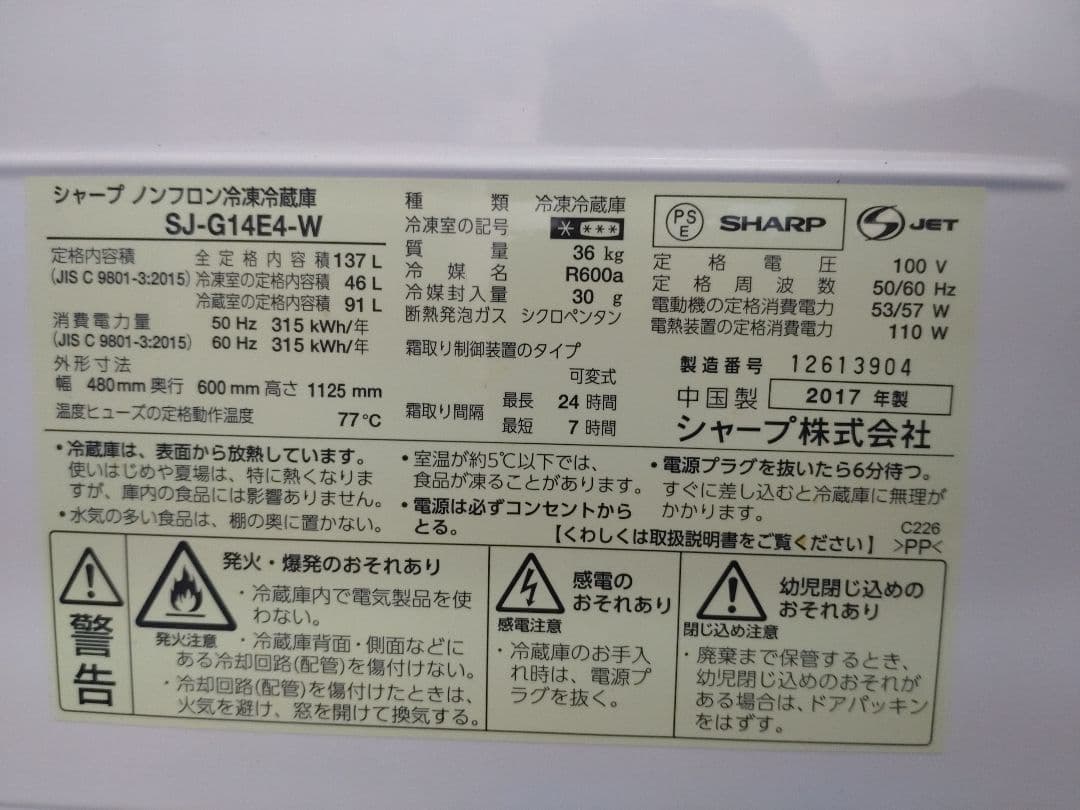 シャープ ノンフロン冷凍冷蔵庫
SJ-G14E4-W
定格内容積 全定格内容積 137 L
(JIS C 9801-3:2015) 冷凍室の定格内容積 46 L
冷蔵室の定格内容積 91 L
消費電力量 50 Hz 315 kWh/年
(JIS C 9801-3:2015) 60 Hz 315 kWh/年
外形寸法
幅 480mm 奥行 600mm 高さ 1125mm
温度ヒューズの定格動作温度 77℃
種類 冷凍冷蔵庫
冷凍室の記号 * ***
質量 36 kg
冷媒名 R600a
冷媒封入量 30 g
断熱発泡ガス シクロペンタン
霜取り制御装置のタイプ
可変式
霜取り間隔 最長 24 時間
最短 7 時間
PS
E
SHARP
JET
定格電圧 100 V
定格周波数 50/60 Hz
電動機の定格消費電力 53/57 W
電熱装置の定格消費電力 110 W
製造番号 12613904
中国製 2017 年製
シャープ株式会社
・冷蔵庫は、表面から放熱しています。
使いはじめや夏場は、特に熱くなりま
すが、庫内の食品には影響ありません。
・水気の多い食品は、棚の奥に置かない。
・室温が約5℃以下では、
食品が凍ることがあります。
・電源は必ずコンセントから
とる。
・電源プラグを抜いたら6分待つ。
すぐに差し込むと冷蔵庫に無理が
かかります。
C226
【くわしくは取扱説明書をご覧ください】 >PP<
警告
発火注意
発火・爆発のおそれあり
・冷蔵庫内で電気製品を使
わない。
・冷蔵庫背面・側面などに
ある冷却回路(配管)を傷付けない。
・冷却回路(配管)を傷付けたときは、
火気を避け、窓を開けて換気する。
感電注意
感電の
おそれあり
・冷蔵庫のお手入
れ時は、電源プ
ラグを抜く。
閉じ込め注意
幼児閉じ込めの
おそれあり
・廃棄まで保管するとき、
幼児閉じ込めのおそれが
ある場合は、ドアパッキン
をはずす。